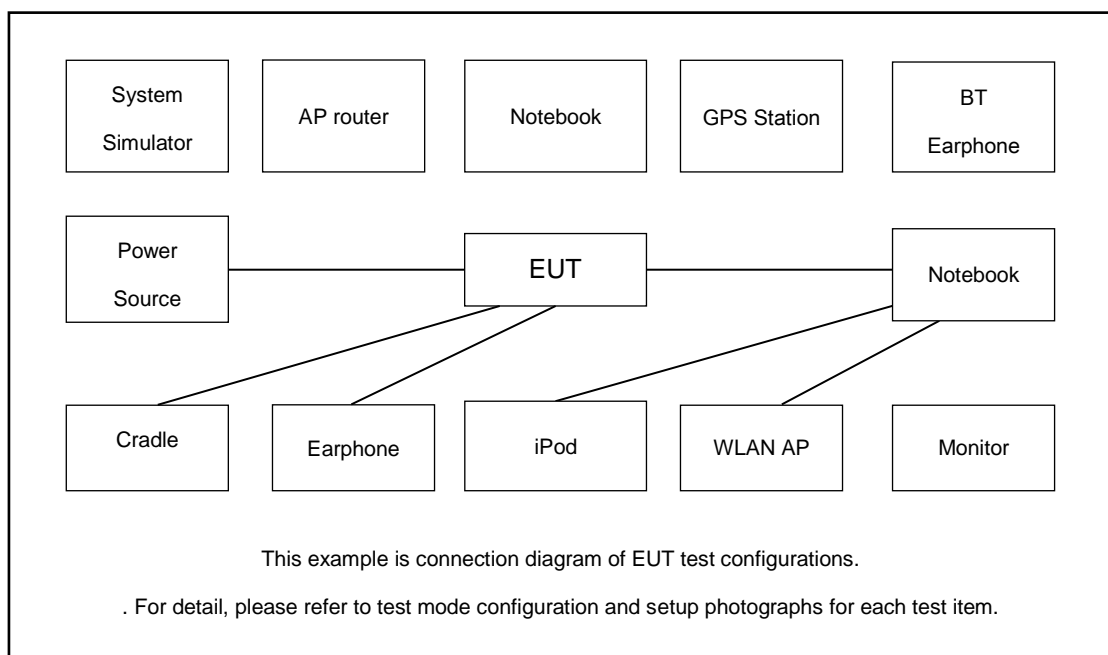 System
Simulator
AP router
Notebook
GPS Station
BT
Earphone
Power
Source
EUT
Notebook
Cradle
Earphone
iPod
WLAN AP
Monitor
This example is connection diagram of EUT test configurations.
. For detail, please refer to test mode configuration and setup photographs for each test item.